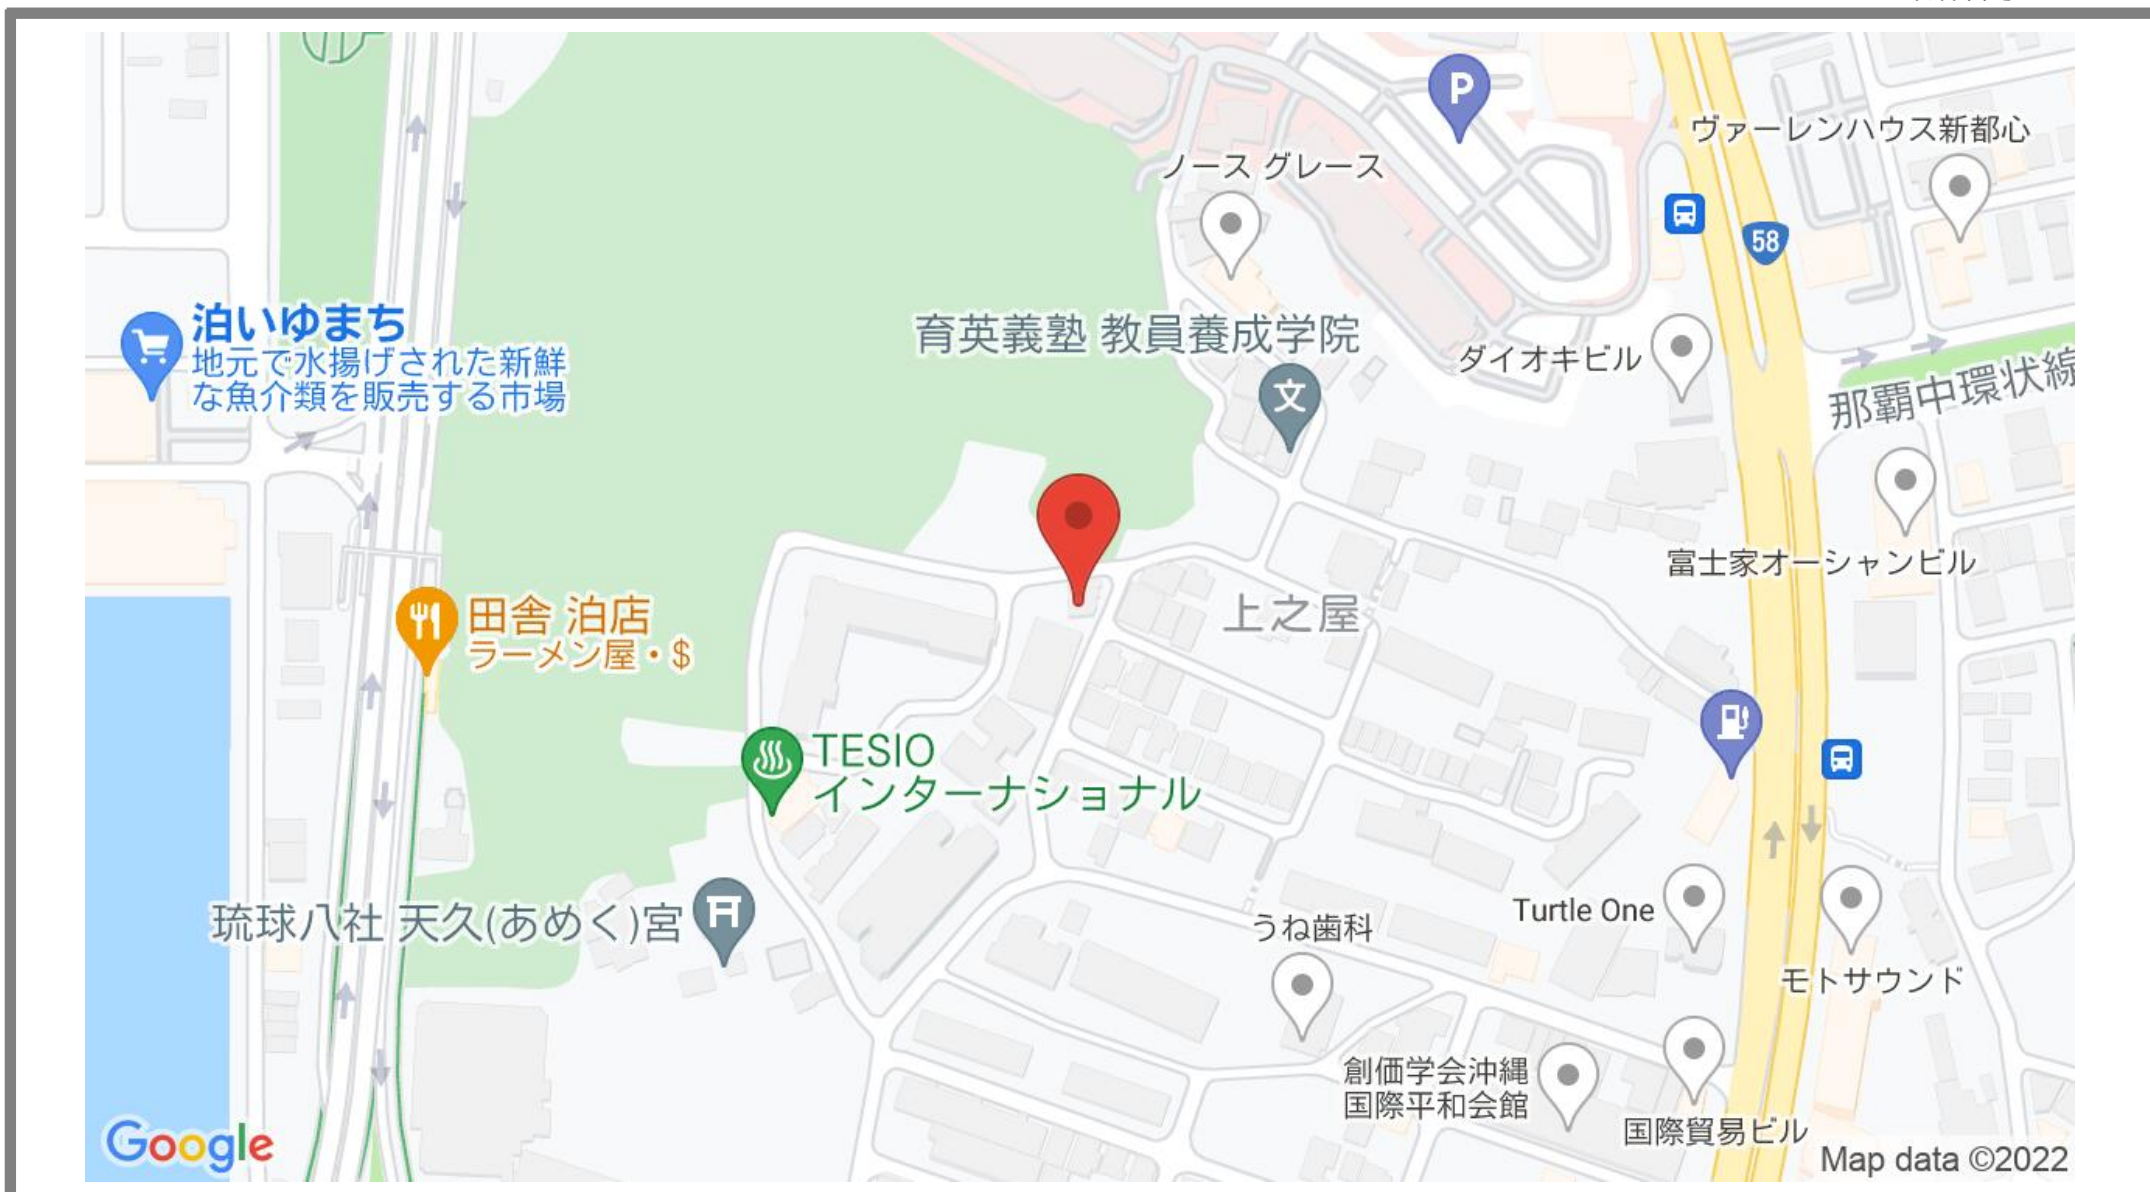 P
ヴァーレンハウス新都心
ノース グレース
58
泊いゆまち
地元で水揚げされた新鮮
な魚介類を販売する市場
育英義塾 教員養成学院
文
ダイオキビル
那覇中環状線
富士家オーシャンビル
田舎 泊店
ラーメン屋・$
上之屋
TESIO
インターナショナル
琉球八社 天久(あめく)宮
うね歯科
Turtle One
モトサウンド
創価学会沖縄
国際平和会館
国際貿易ビル
Google
Map data ©2022